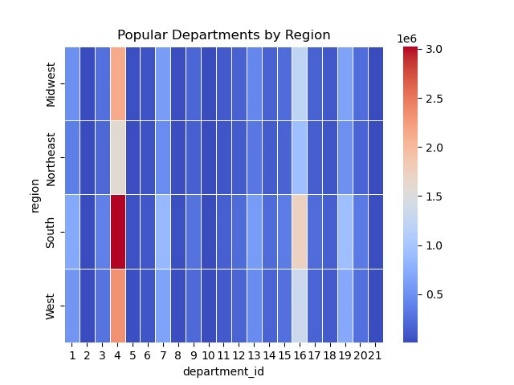 Popular Departments by Region
1e6
3.0
2.5
2.0
1.5
1.0
0.5
region
Midwest
Northeast
South
West
1 2 3 4 5 6 7 8 9 10 11 12 13 14 15 16 17 18 19 20 21
department_id